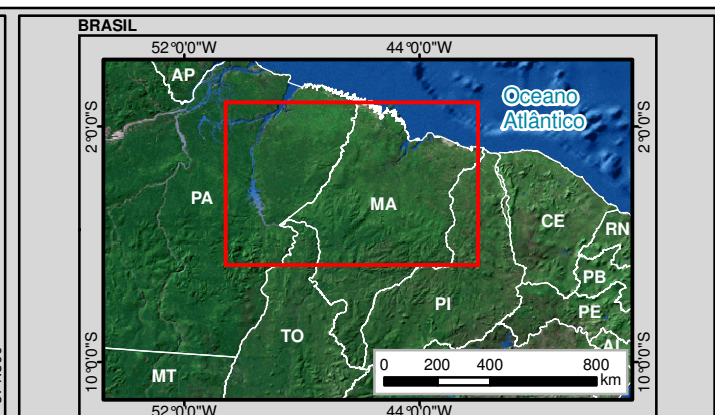 BRASIL
52°0'0"W 44°0'0"W
AP
Oceano
Atlântico
2°0'0"S 2°0'0"S
PA
MA
CE
RN
PB
PI
PE
TO
AL
MT
10°0'0"S 10°0'0"S
0 200 400 800
km
52°0'0"W 44°0'0"W